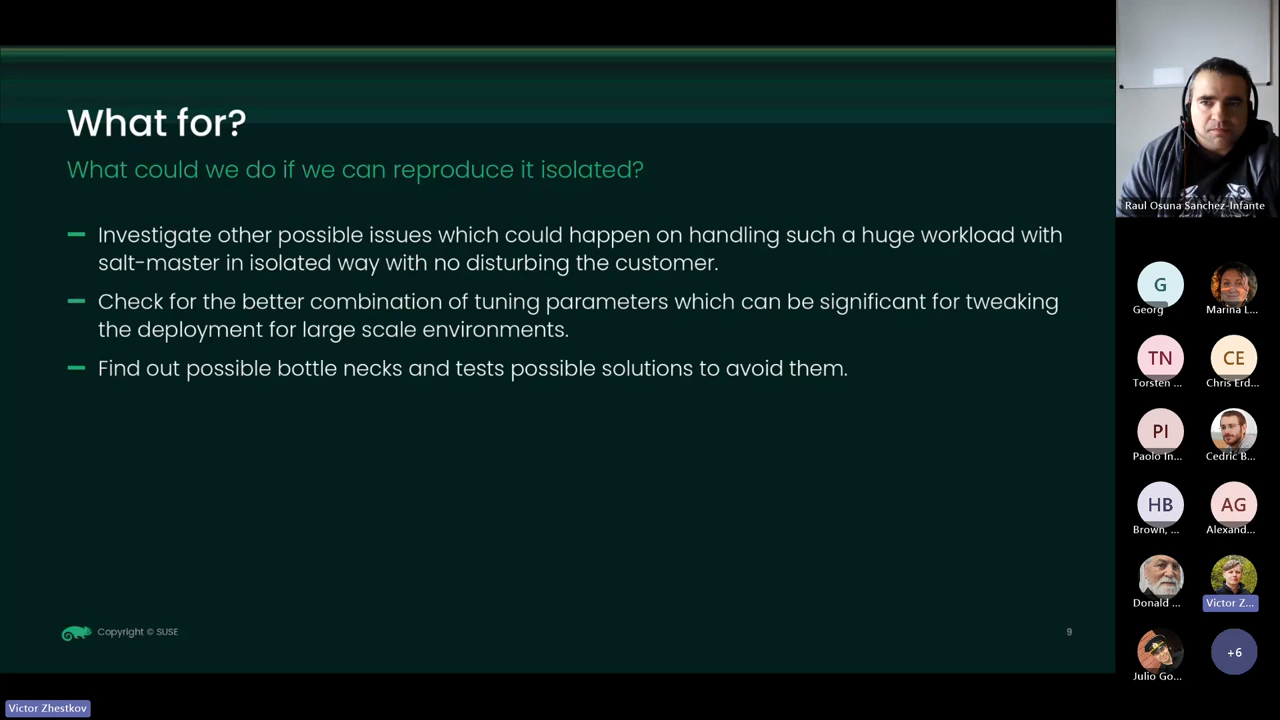 What for?
What could we do if we can reproduce it isolated?
Investigate other possible issues which could happen on handling such a huge workload with
salt-master in isolated way with no disturbing the customer.
Check for the better combination of tuning parameters which can be significant for tweaking
the deployment for large scale environments.
Find out possible bottle necks and tests possible solutions to avoid them.
Copyright © SUSE
9
Victor Zhestkov
Raul Osuna Sanchez-Infante
G
Georg
Marina L...
TN
Torsten ...
CE
Chris Erd...
PI
Paolo In...
Cedric B...
HB
Brown, ...
AG
Alexand...
Donald ...
Victor Z...
Julio Go...
+6